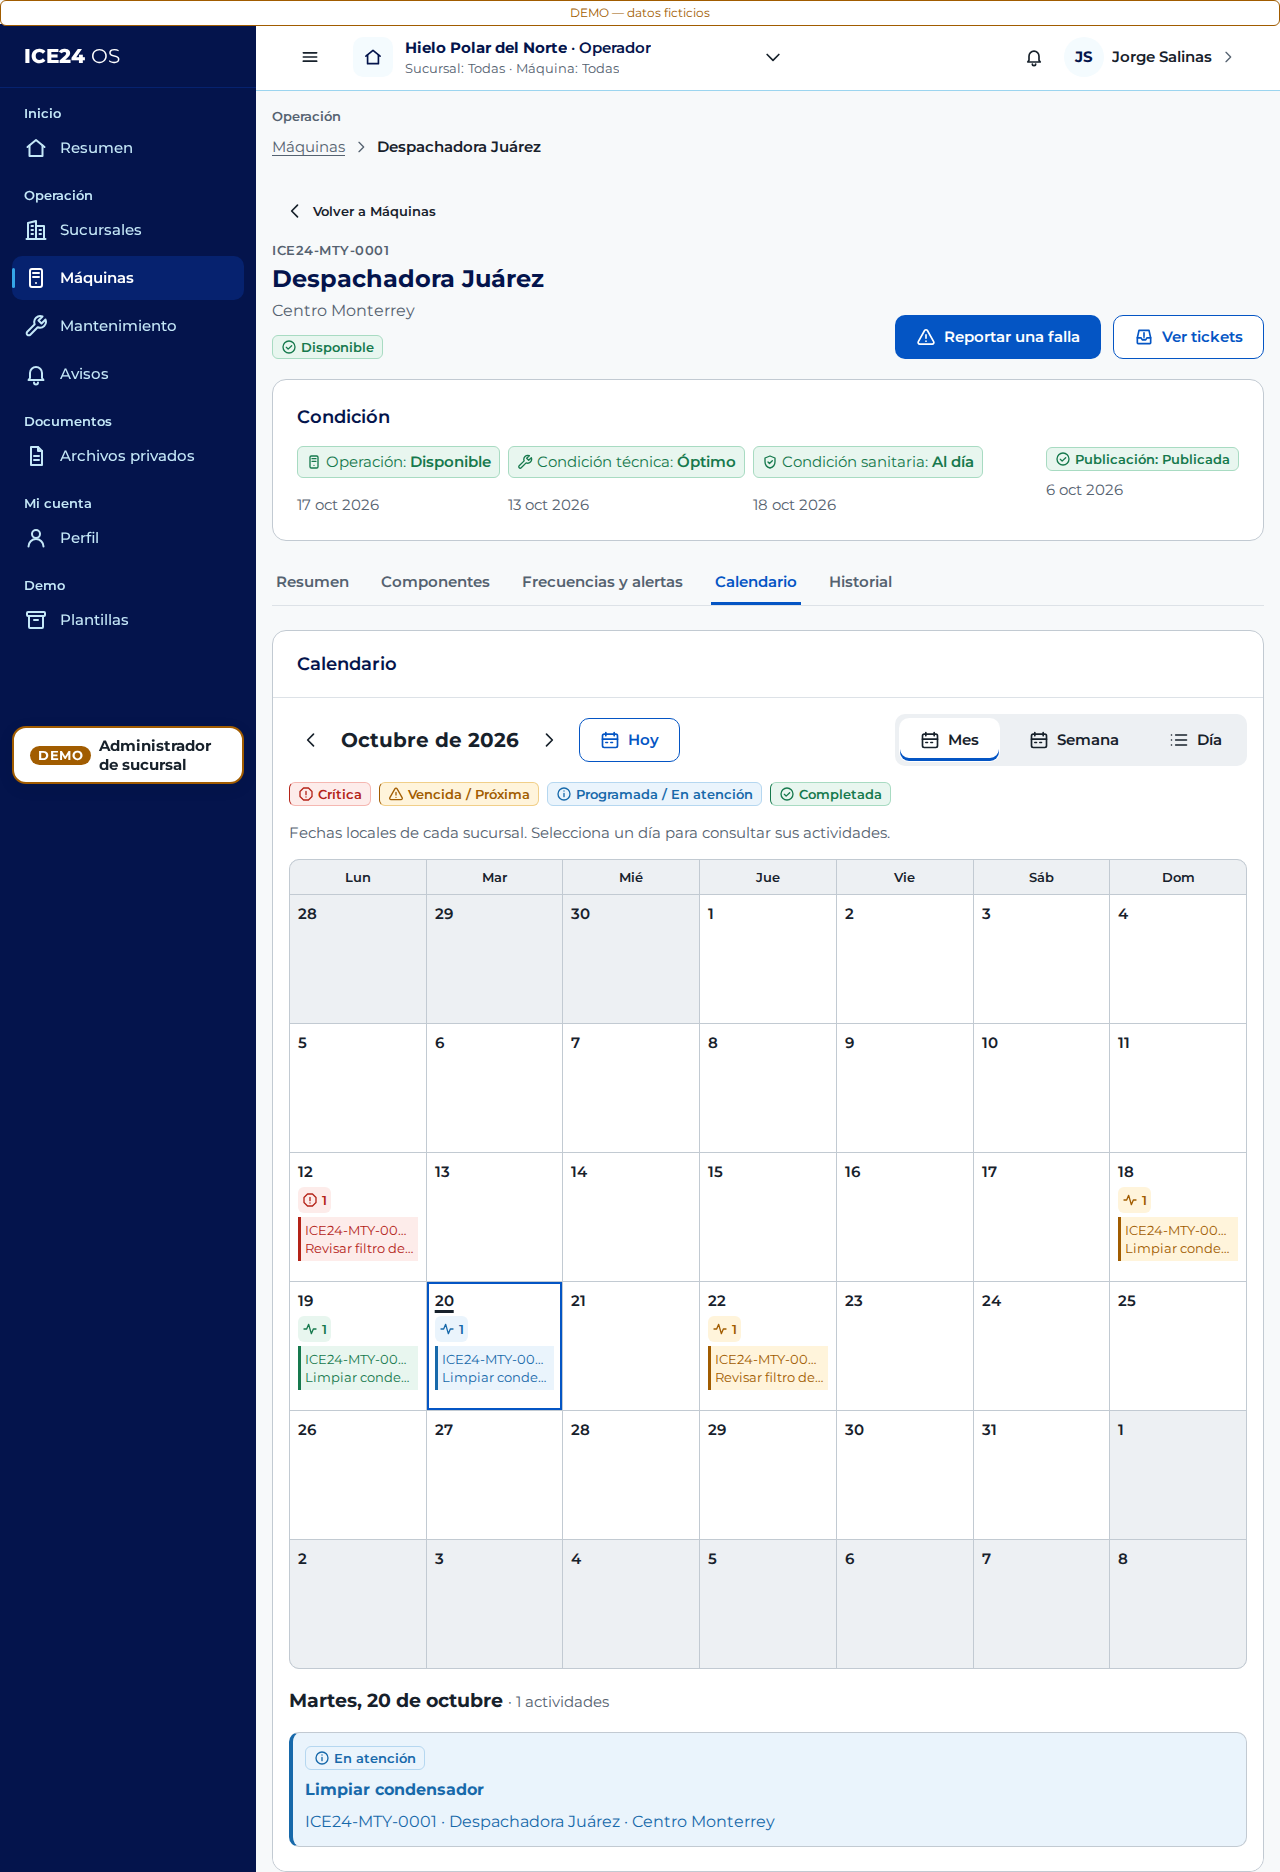 DEMO — datos ficticios
ICE24 OS
Inicio
Resumen
Operación
Sucursales
Máquinas
Mantenimiento
Avisos
Documentos
Archivos privados
Mi cuenta
Perfil
Demo
Plantillas
DEMO Administrador de sucursal
Hielo Polar del Norte · Operador
Sucursal: Todas · Máquina: Todas
JS Jorge Salinas
Operación
Máquinas Despachadora Juárez
Volver a Máquinas
ICE24-MTY-0001
Despachadora Juárez
Centro Monterrey
Disponible
Reportar una falla Ver tickets
Condición
Operación: Disponible Condición técnica: Óptimo Condición sanitaria: Al día Publicación: Publicada
17 oct 2026 13 oct 2026 18 oct 2026 6 oct 2026
Resumen Componentes Frecuencias y alertas Calendario Historial
Calendario
Octubre de 2026 Hoy Mes Semana Día
Crítica Vencida / Próxima Programada / En atención Completada
Fechas locales de cada sucursal. Selecciona un día para consultar sus actividades.
Lun Mar Mié Jue Vie Sáb Dom
28 29 30 1 2 3 4
5 6 7 8 9 10 11
12 13 14 15 16 17 18
1 1
ICE24-MTY-00... ICE24-MTY-00...
Revisar filtro de... Limpiar conde...
19 20 21 22 23 24 25
1 1 1
ICE24-MTY-00... ICE24-MTY-00... ICE24-MTY-00...
Limpiar conde... Limpiar conde... Revisar filtro de...
26 27 28 29 30 31 1
2 3 4 5 6 7 8
Martes, 20 de octubre · 1 actividades
En atención
Limpiar condensador
ICE24-MTY-0001 · Despachadora Juárez · Centro Monterrey